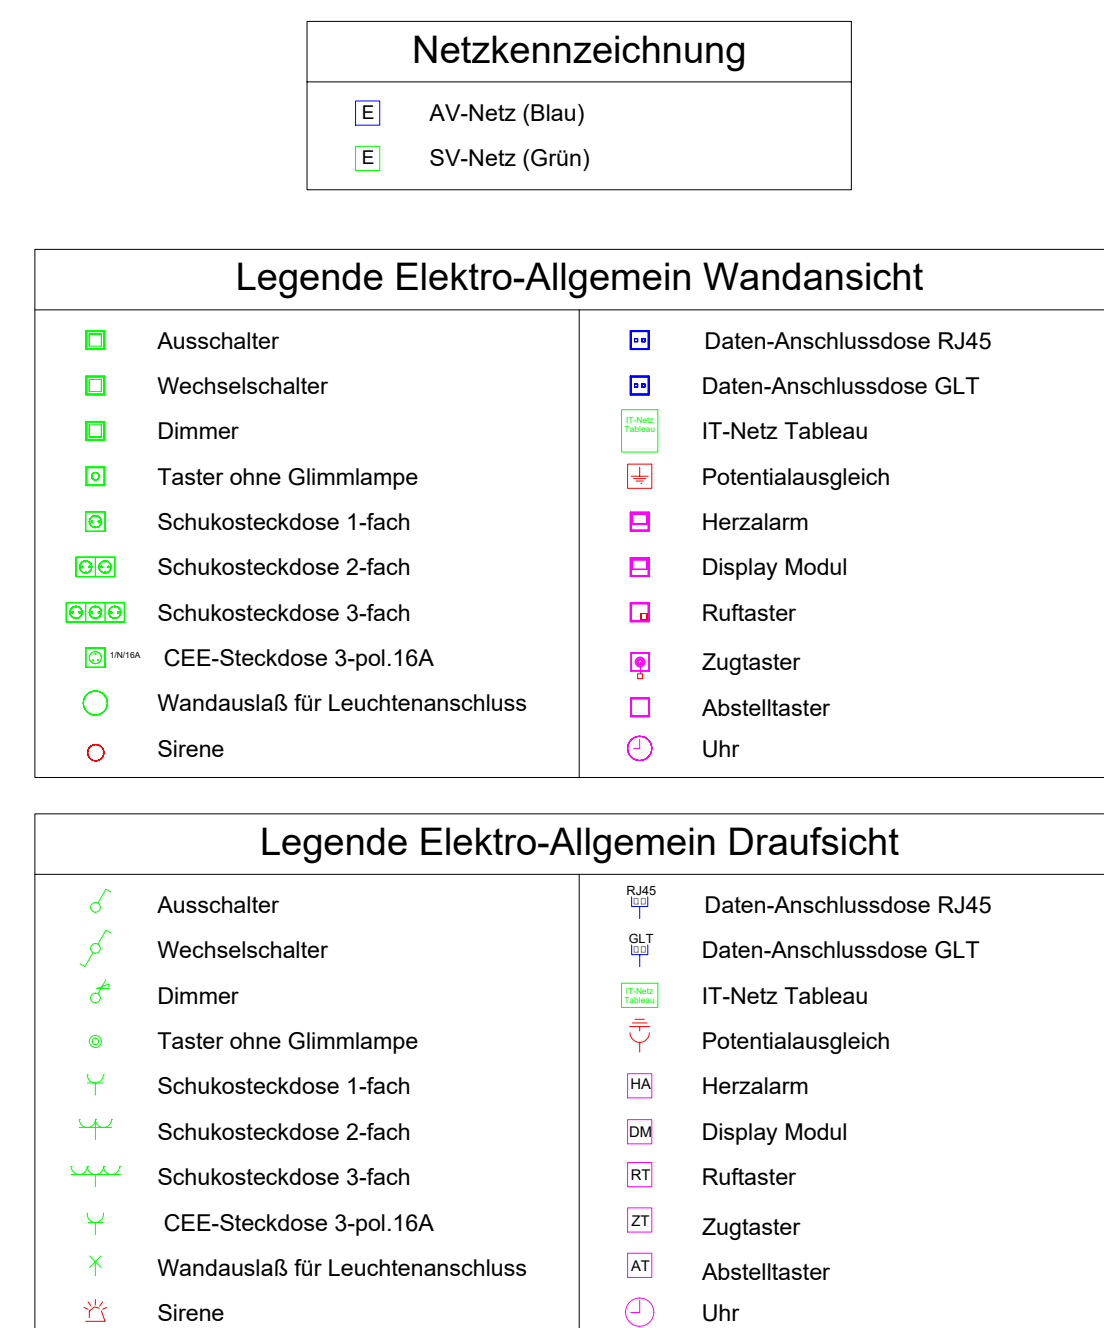 Netzkennzeichnung
E AV-Netz (Blau)
E SV-Netz (Grün)
Legende Elektro-Allgemein Wandansicht
Ausschalter
Wechselschalter
Dimmer
Taster ohne Glimmlampe
Schukosteckdose 1-fach
Schukosteckdose 2-fach
Schukosteckdose 3-fach
1/N/16A CEE-Steckdose 3-pol.16A
Wandauslaß für Leuchtenanschluss
Sirene
Daten-Anschlussdose RJ45
Daten-Anschlussdose GLT
IT-Netz
Tableau
IT-Netz Tableau
Potentialausgleich
Herzalarm
Display Modul
Ruftaster
Zugtaster
Abstelltaster
Uhr
Legende Elektro-Allgemein Draufsicht
Ausschalter
Wechselschalter
Dimmer
Taster ohne Glimmlampe
Schukosteckdose 1-fach
Schukosteckdose 2-fach
Schukosteckdose 3-fach
CEE-Steckdose 3-pol.16A
Wandauslaß für Leuchtenanschluss
Sirene
RJ45
Daten-Anschlussdose RJ45
GLT
Daten-Anschlussdose GLT
IT-Netz
Tableau
IT-Netz Tableau
Potentialausgleich
HA Herzalarm
DM Display Modul
RT Ruftaster
ZT Zugtaster
AT Abstelltaster
Uhr